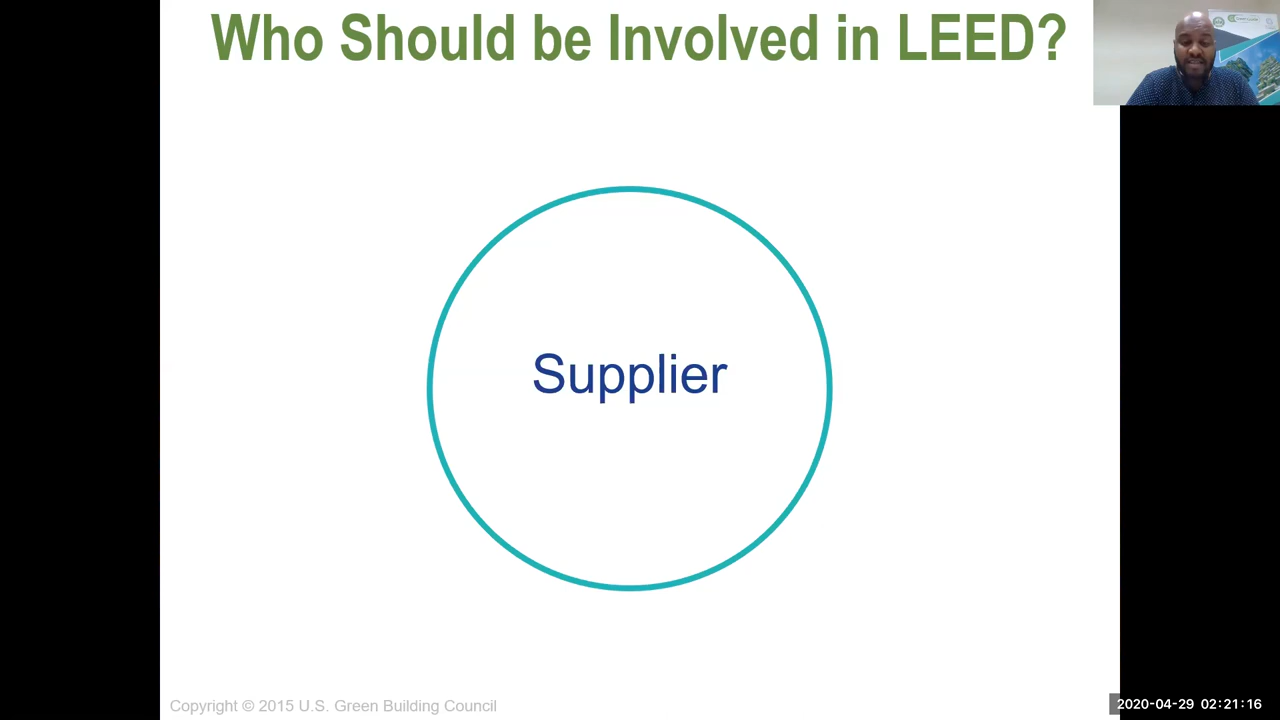 Who Should be Involved in LEED?
Supplier
Copyright © 2015 U.S. Green Building Council
2020-04-29 02:21:16